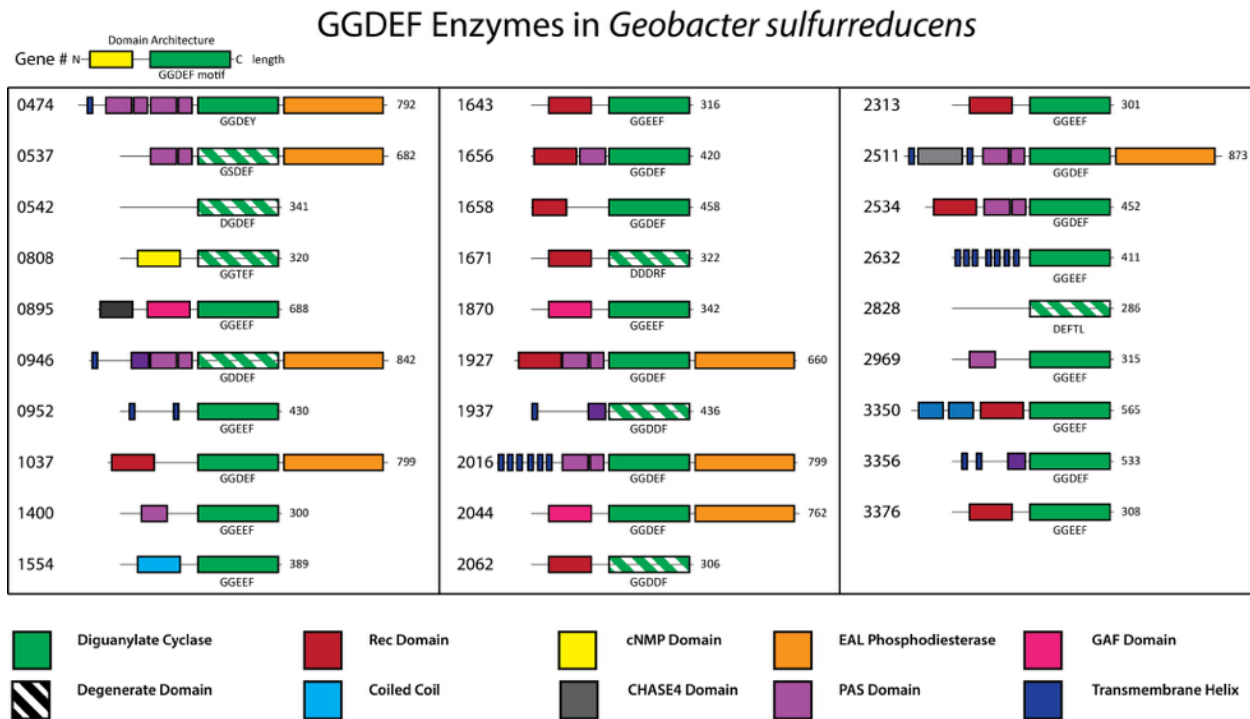 GGDEF Enzymes in Geobacter sulfurreducens
Domain Architecture
Gene # N C length
GGDEF motif
0474 792
GGDEY
0537 682
GSDEF
0542 341
DGDEF
0808 320
GGTEF
0895 688
GGEEF
0946 842
GDDEF
0952 430
GGEEF
1037 799
GGDEF
1400 300
GGEEF
1554 389
GGEEF
1643 316
GGEEF
1656 420
GGDEF
1658 458
GGDEF
1671 322
DDDRF
1870 342
GGEEF
1927 660
GGDEF
1937 436
GGDDF
2016 799
GGDEF
2044 762
GGDEF
2062 306
GGDDF
2313 301
GGEEF
2511 873
GGDEF
2534 452
GGDEF
2632 411
GGEEF
2828 286
DEFTL
2969 315
GGEEF
3350 565
GGEEF
3356 533
GGDEF
3376 308
GGEEF
Diguanylate Cyclase Rec Domain cNMP Domain EAL Phosphodiesterase GAF Domain
Degenerate Domain Coiled Coil CHASE4 Domain PAS Domain Transmembrane Helix